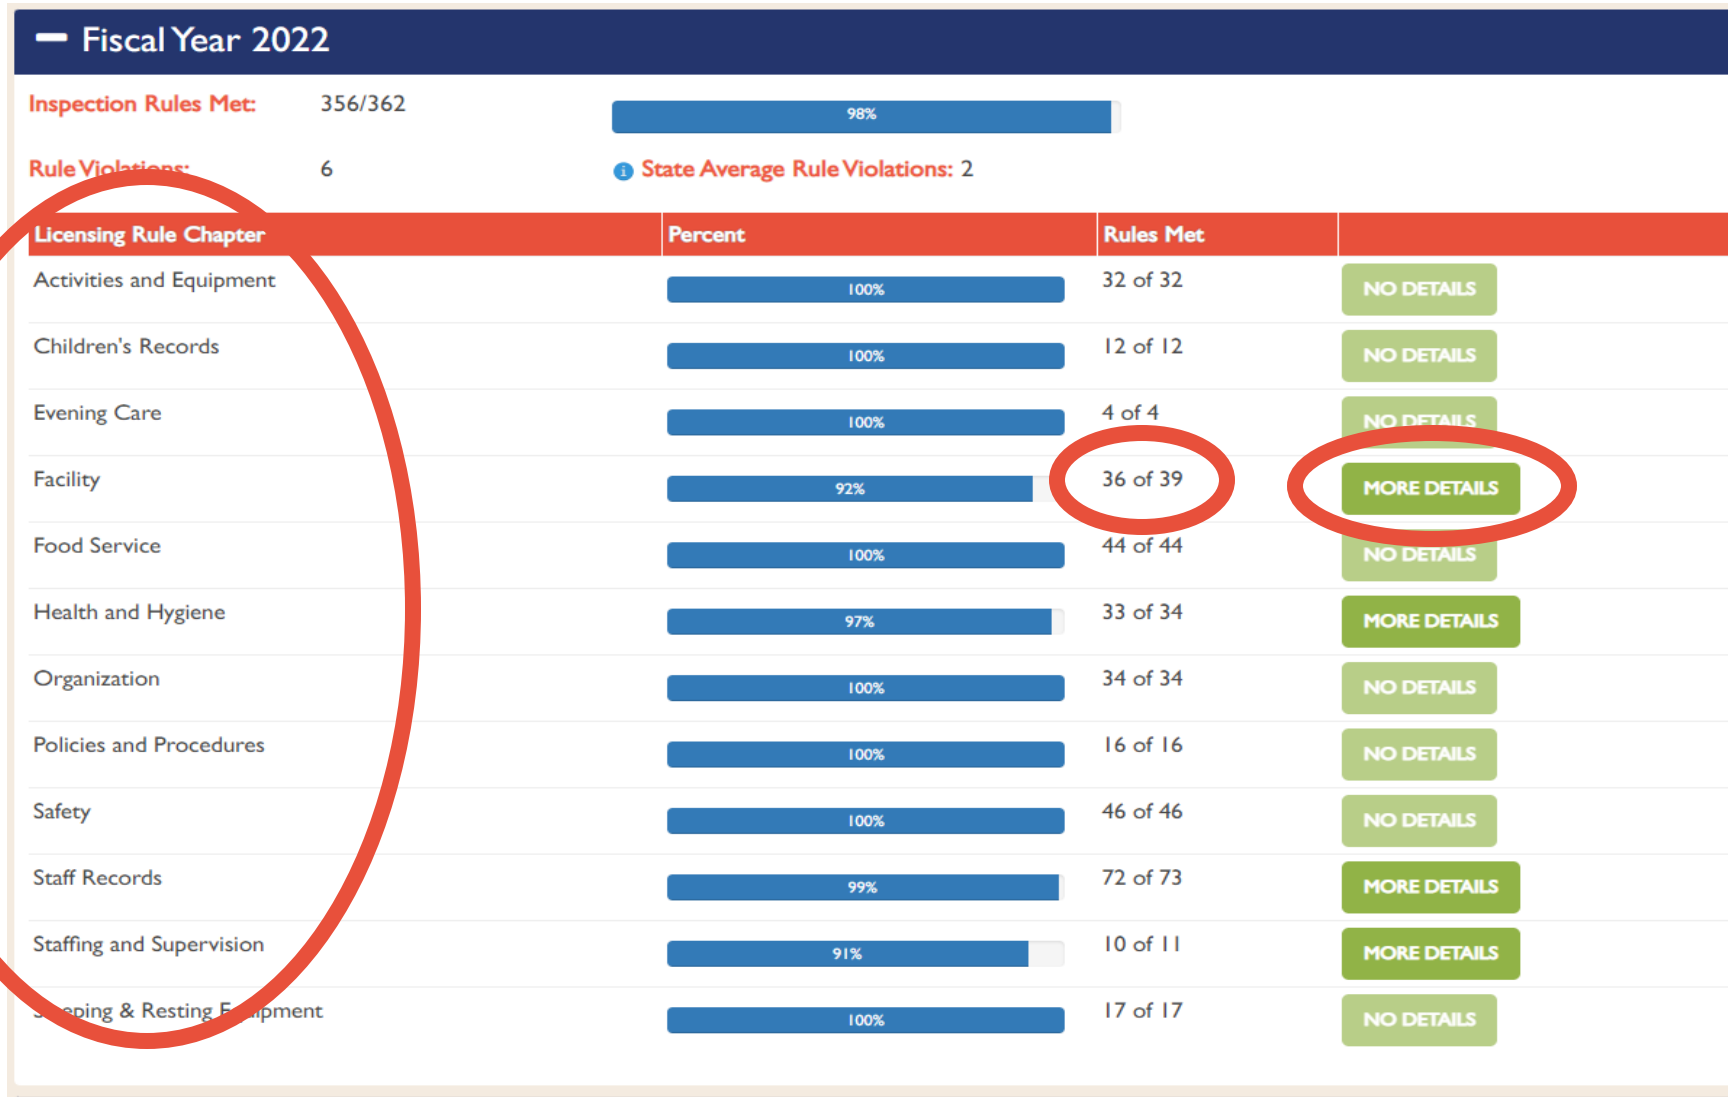 Fiscal Year 2022
Inspection Rules Met: 356/362 98%
Rule Violations: 6 State Average Rule Violations: 2
Licensing Rule Chapter Percent Rules Met
Activities and Equipment 100% 32 of 32 NO DETAILS
Children's Records 100% 12 of 12 NO DETAILS
Evening Care 100% 4 of 4 NO DETAILS
Facility 92% 36 of 39 MORE DETAILS
Food Service 100% 44 of 44 NO DETAILS
Health and Hygiene 97% 33 of 34 MORE DETAILS
Organization 100% 34 of 34 NO DETAILS
Policies and Procedures 100% 16 of 16 NO DETAILS
Safety 100% 46 of 46 NO DETAILS
Staff Records 99% 72 of 73 MORE DETAILS
Staffing and Supervision 91% 10 of 11 MORE DETAILS
Sleeping & Resting Equipment 100% 17 of 17 NO DETAILS